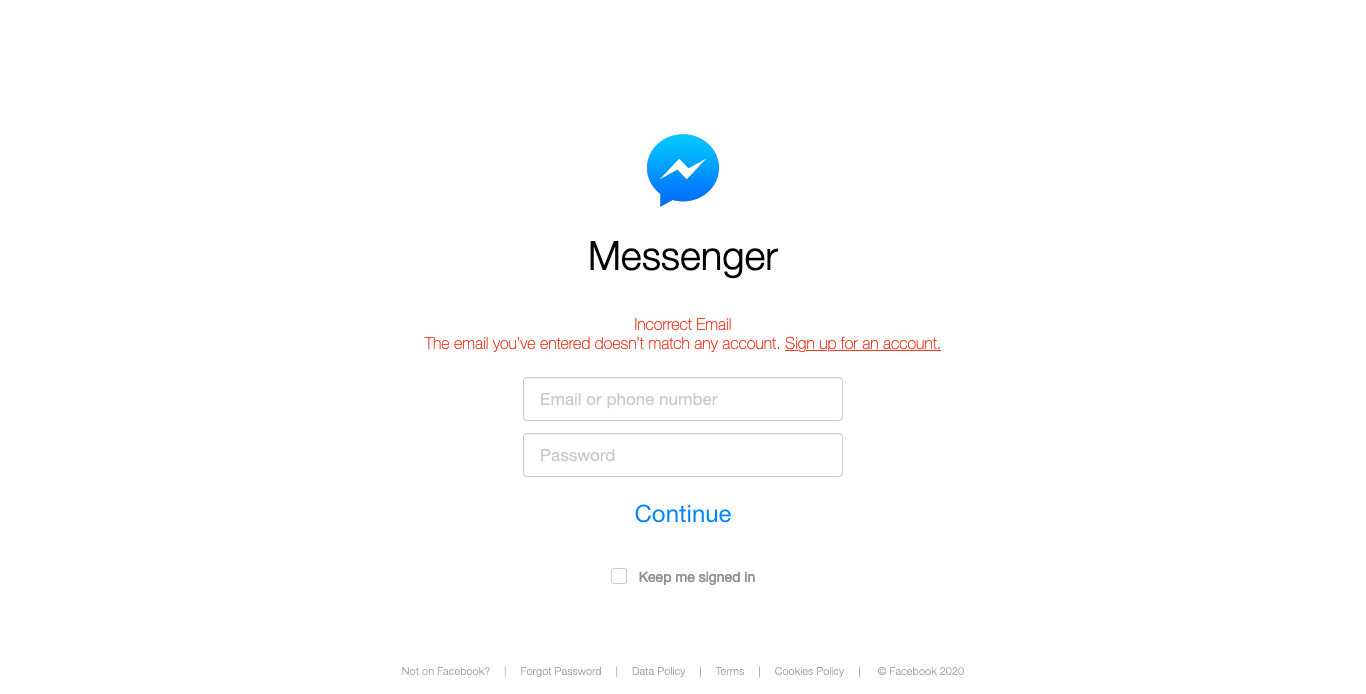 Messenger
Incorrect Email
The email you've entered doesn't match any account. Sign up for an account.
Email or phone number
Password
Continue
Keep me signed in
Not on Facebook? | Forgot Password | Data Policy | Terms | Cookies Policy | © Facebook 2020